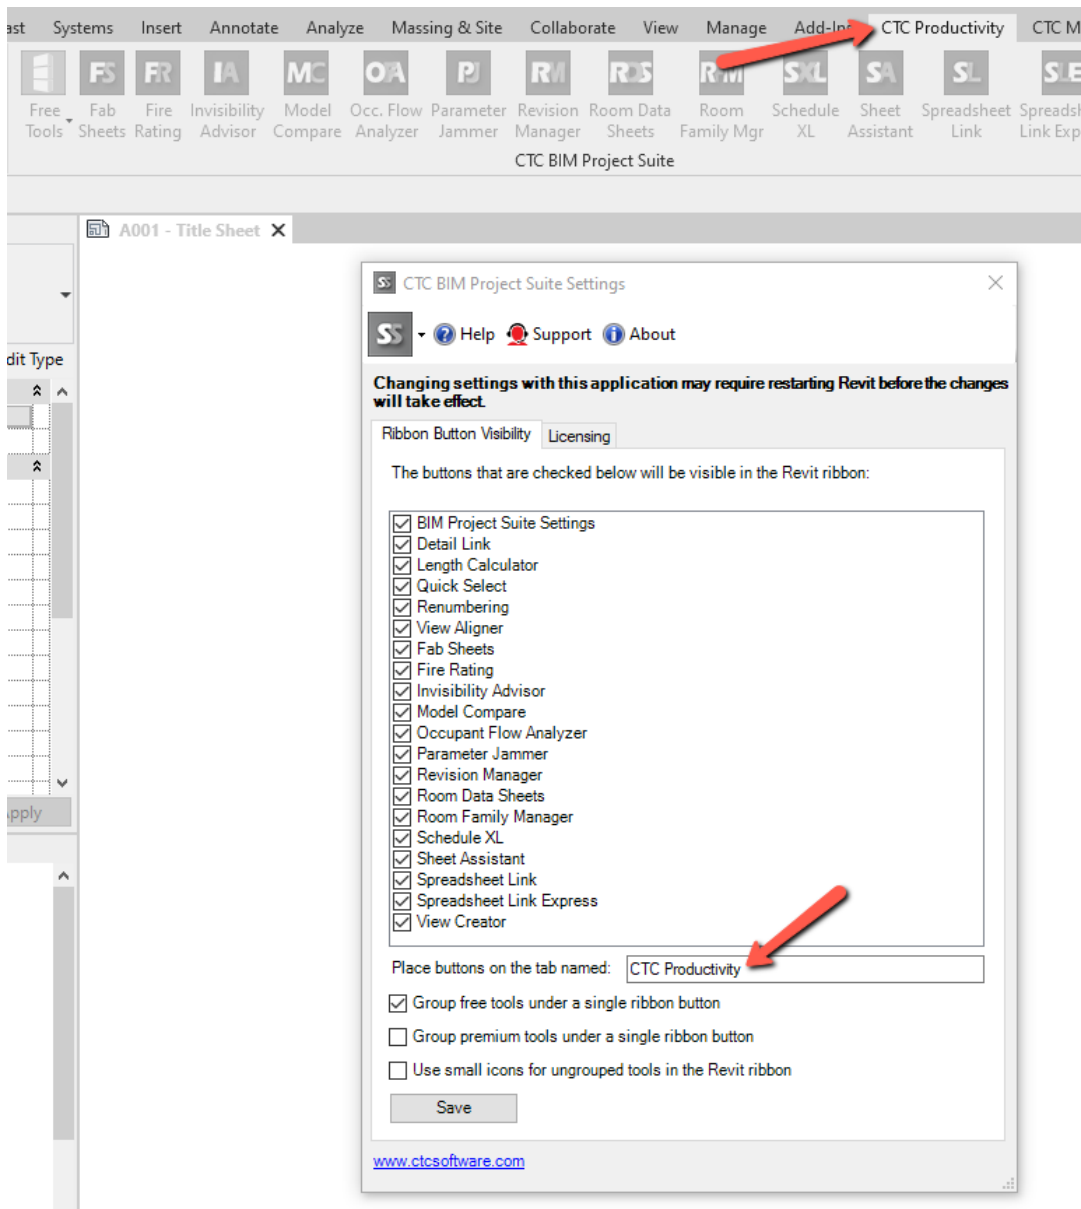 ast Systems Insert Annotate Analyze Massing & Site Collaborate View Manage Add-Ins CTC Productivity CTC M
FS FR IA MC OFA PJ RM RDS RFM SXL SA SL SLE
Free Fab Fire Invisibility Model Occ. Flow Parameter Revision Room Data Room Schedule Sheet Spreadsheet Spreadsh
Tools Sheets Rating Advisor Compare Analyzer Jammer Manager Sheets Family Mgr XL Assistant Link Link Exp
CTC BIM Project Suite
A001 - Title Sheet
SS CTC BIM Project Suite Settings
SS Help Support About
dit Type
Changing settings with this application may require restarting Revit before the changes
will take effect.
Ribbon Button Visibility Licensing
The buttons that are checked below will be visible in the Revit ribbon:
BIM Project Suite Settings
Detail Link
Length Calculator
Quick Select
Renumbering
View Aligner
Fab Sheets
Fire Rating
Invisibility Advisor
Model Compare
Occupant Flow Analyzer
Parameter Jammer
Revision Manager
Room Data Sheets
Room Family Manager
Schedule XL
Sheet Assistant
Spreadsheet Link
Spreadsheet Link Express
View Creator
Apply
Place buttons on the tab named: CTC Productivity
Group free tools under a single ribbon button
Group premium tools under a single ribbon button
Use small icons for ungrouped tools in the Revit ribbon
Save
www.ctcsoftware.com